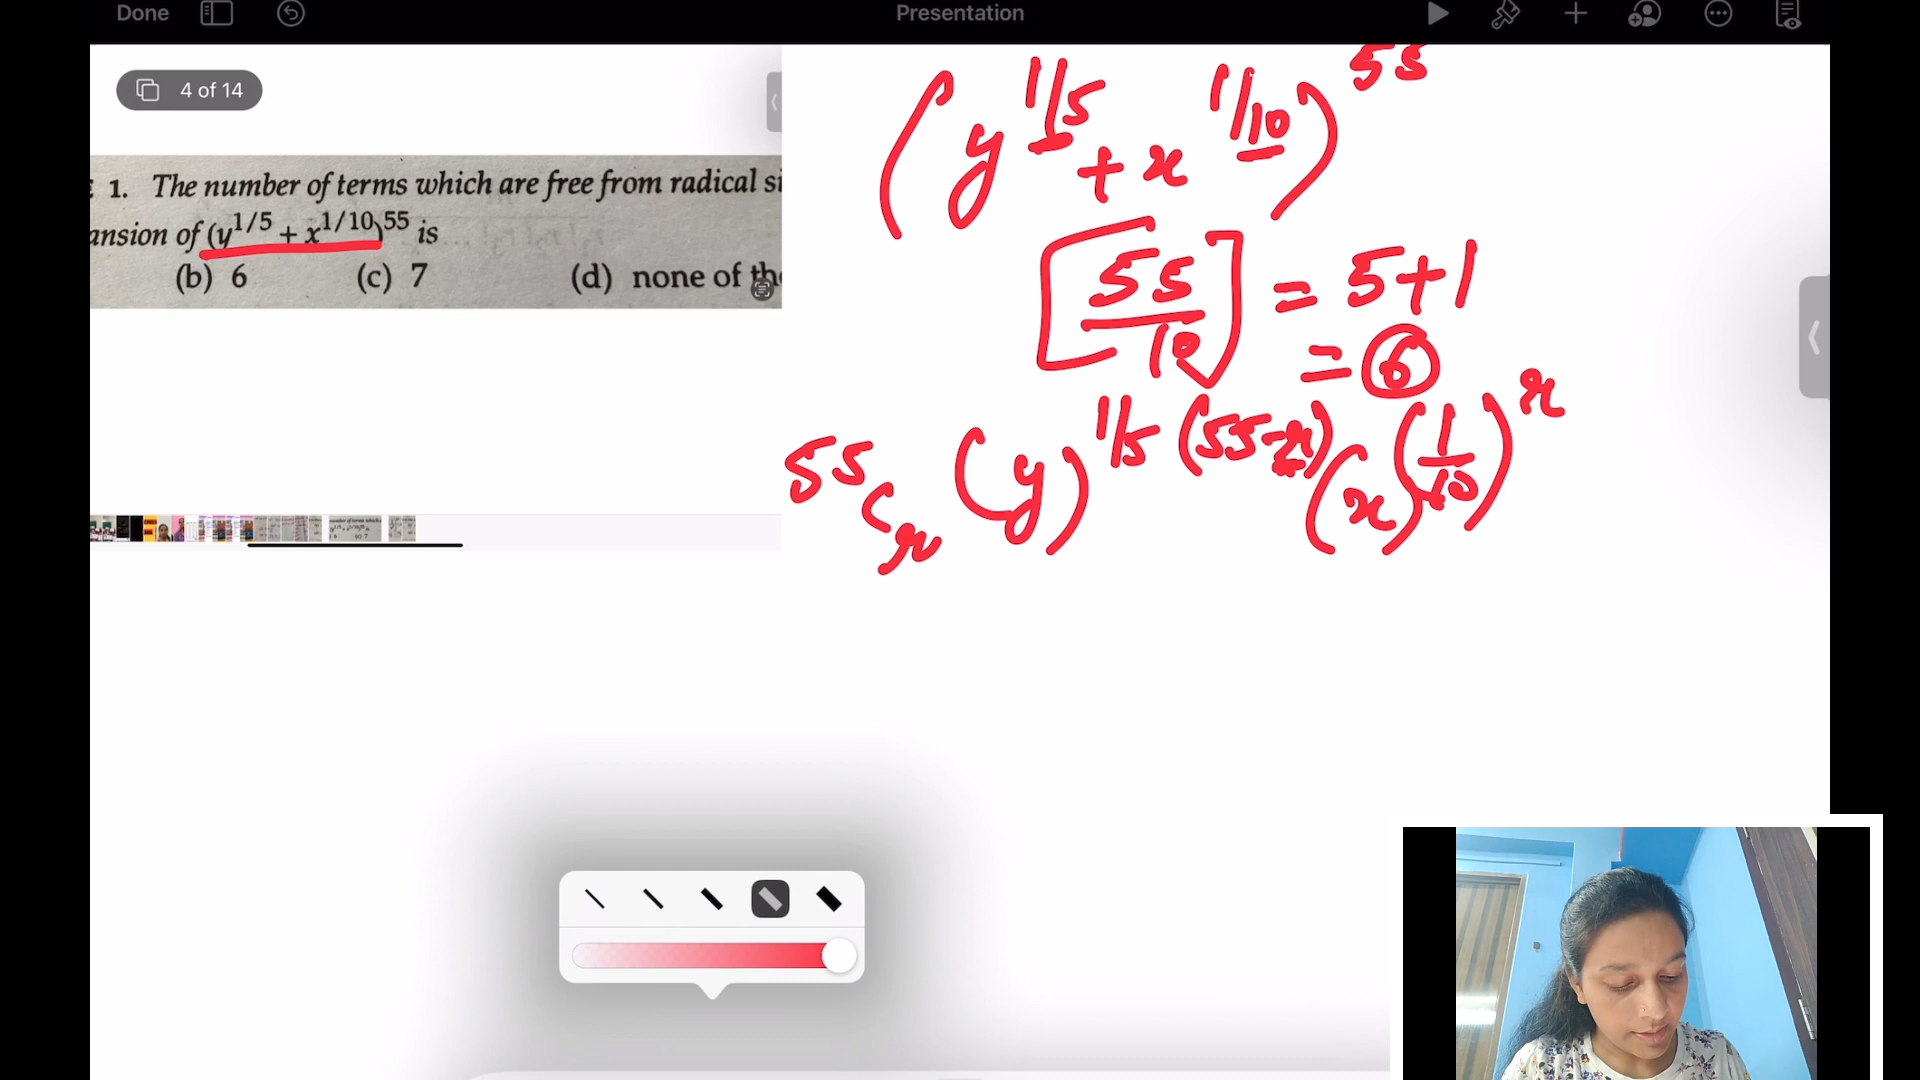 Done Presentation
4 of 14
1. The number of terms which are free from radical si
ansion of (y^1/5 + x^1/10)^55 is
(b) 6 (c) 7 (d) none of the
(y^1/5 + x^1/10)^55
[55/10] = 5+1
= 6
55Cr (y)^1/5 (55-r) (x)^(1/10)^r